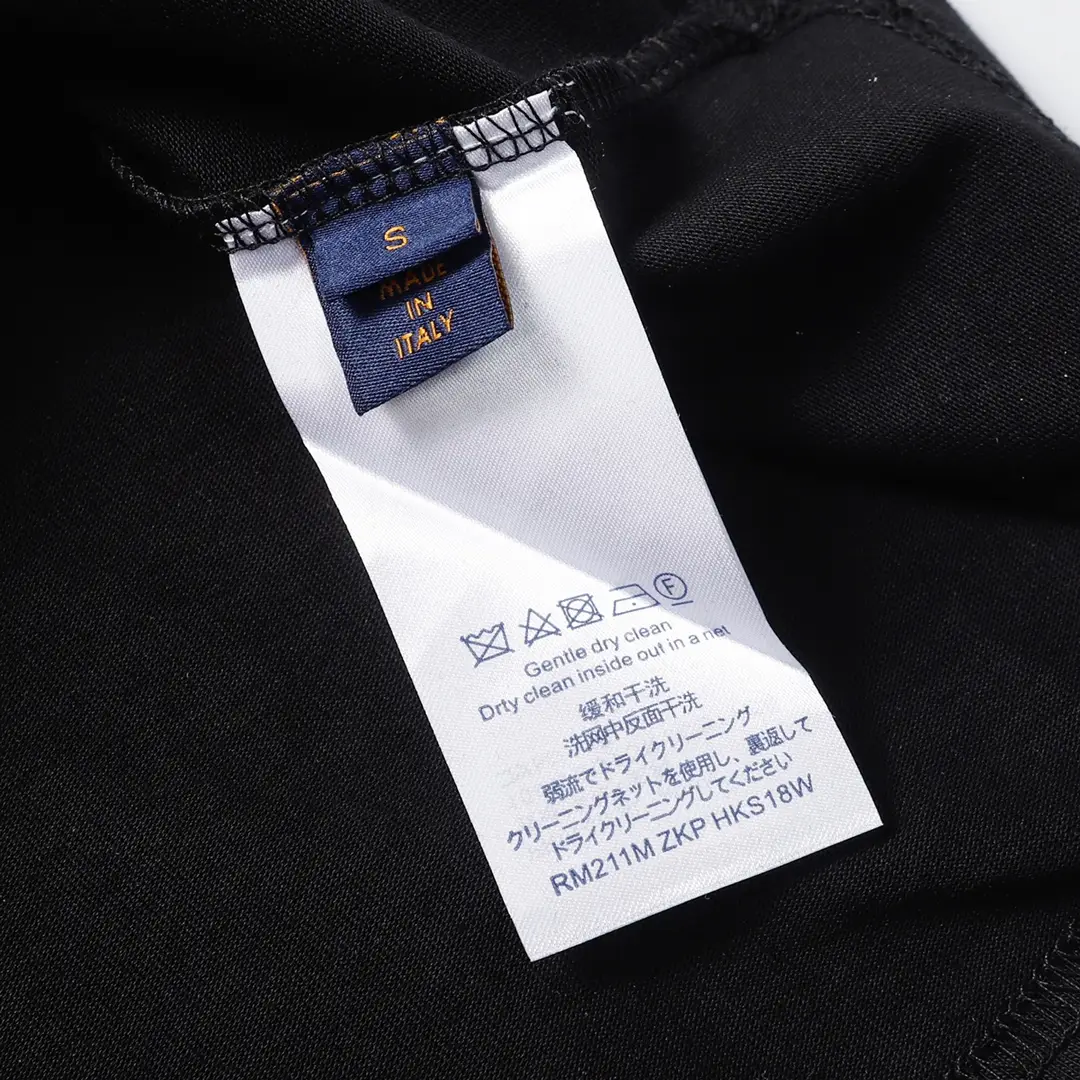 S
MADE
IN
ITALY
F
Gentle dry clean
Drty clean inside out in a net
缓和干洗
洗网中反面干洗
弱流でドライクリーニング
クリーニングネットを使用し、裏返して
ドライクリーニングしてください
RM211M ZKP HKS18W